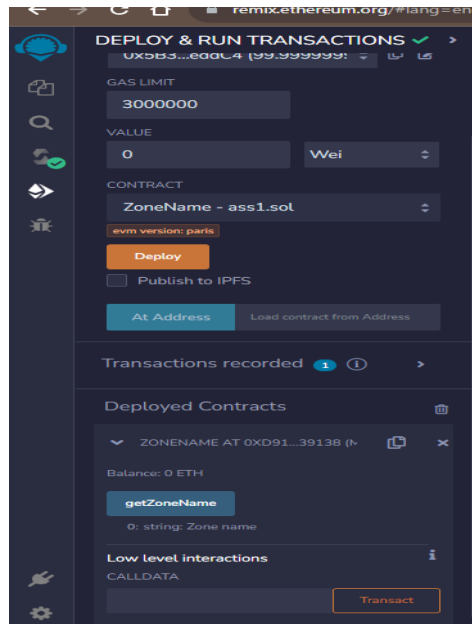 remix.ethereum.org/#lang=en
DEPLOY & RUN TRANSACTIONS
0x5B3...eddC4 (99.999999
GAS LIMIT
3000000
VALUE
0 Wei
CONTRACT
ZoneName - ass1.sol
evm version: paris
Deploy
Publish to IPFS
At Address Load contract from Address
Transactions recorded 1 i
Deployed Contracts
ZONENAME AT 0XD91...39138 (M
Balance: 0 ETH
getZoneName
0: string: Zone name
Low level interactions i
CALLDATA
Transact